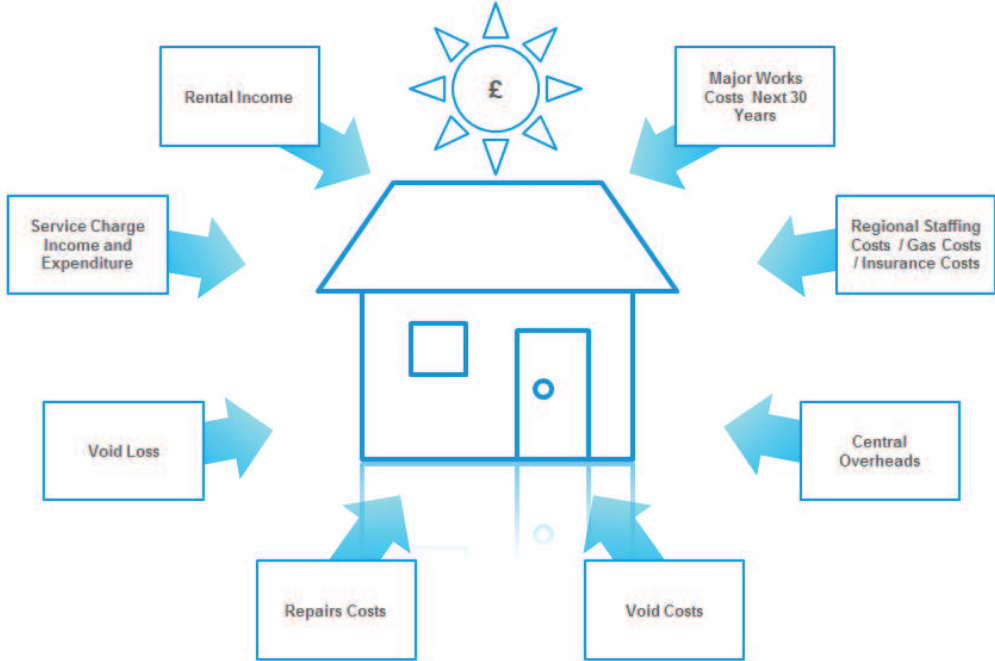 £
Rental Income
Major Works
Costs Next 30
Years
Service Charge
Income and
Expenditure
Regional Staffing
Costs / Gas Costs
/ Insurance Costs
Void Loss
Central
Overheads
Repairs Costs
Void Costs